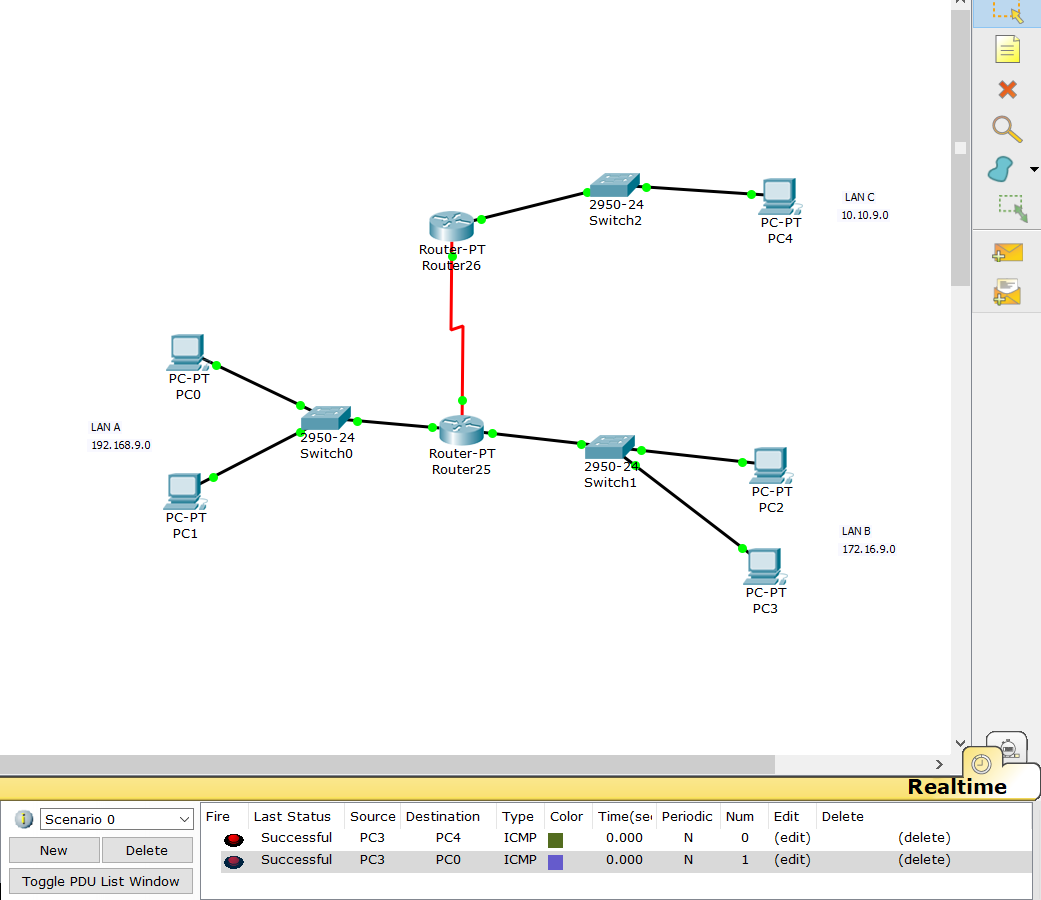 LAN C
10.10.9.0
2950-24
Switch2
PC-PT
PC4
Router-PT
Router26
PC-PT
PC0
LAN A
192.168.9.0
2950-24
Switch0
Router-PT
Router25
2950-24
Switch1
PC-PT
PC2
PC-PT
PC1
LAN B
172.16.9.0
PC-PT
PC3
Realtime
Scenario 0
New Delete
Toggle PDU List Window
Fire Last Status Source Destination Type Color Time(sec Periodic Num Edit Delete
Successful PC3 PC4 ICMP 0.000 N 0 (edit) (delete)
Successful PC3 PC0 ICMP 0.000 N 1 (edit) (delete)